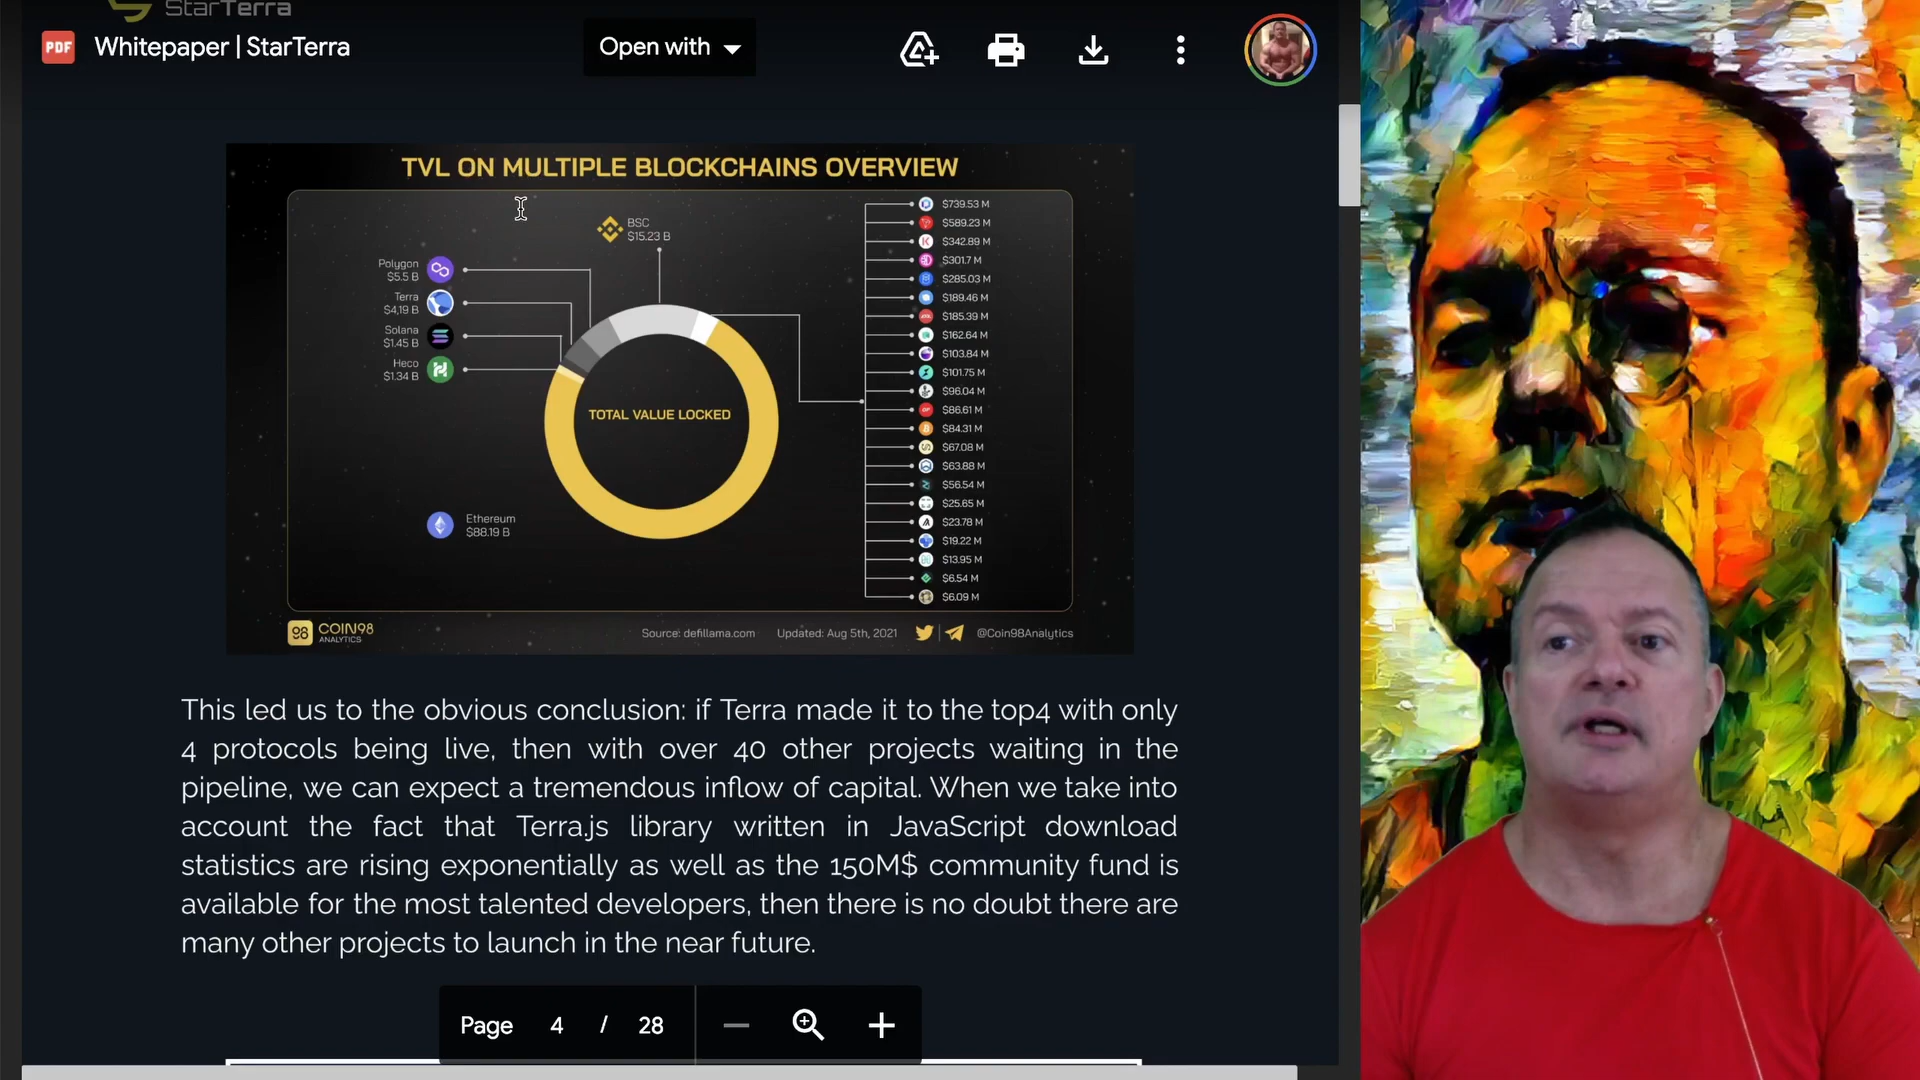 StarTerra
PDF
Whitepaper | StarTerra
Open with
TVL ON MULTIPLE BLOCKCHAINS OVERVIEW
BSC
$15.23 B
Polygon
$5.5 B
Terra
$4,19 B
Solana
$1.45 B
Heco
$1.34 B
TOTAL VALUE LOCKED
Ethereum
$88.19 B
$739.53 M
$589.23 M
$342.89 M
$301.7 M
$285.03 M
$189.46 M
$185.39 M
$162.64 M
$103.84 M
$101.75 M
$96.04 M
$86.61 M
$84.31 M
$67.08 M
$63.88 M
$56.54 M
$25.65 M
$23.78 M
$19.22 M
$13.95 M
$6.54 M
$6.09 M
98 COIN98
ANALYTICS
Source: defillama.com Updated: Aug 5th, 2021 @Coin98Analytics
This led us to the obvious conclusion: if Terra made it to the top4 with only
4 protocols being live, then with over 40 other projects waiting in the
pipeline, we can expect a tremendous inflow of capital. When we take into
account the fact that Terra.js library written in JavaScript download
statistics are rising exponentially as well as the 150M$ community fund is
available for the most talented developers, then there is no doubt there are
many other projects to launch in the near future.
Page 4 / 28